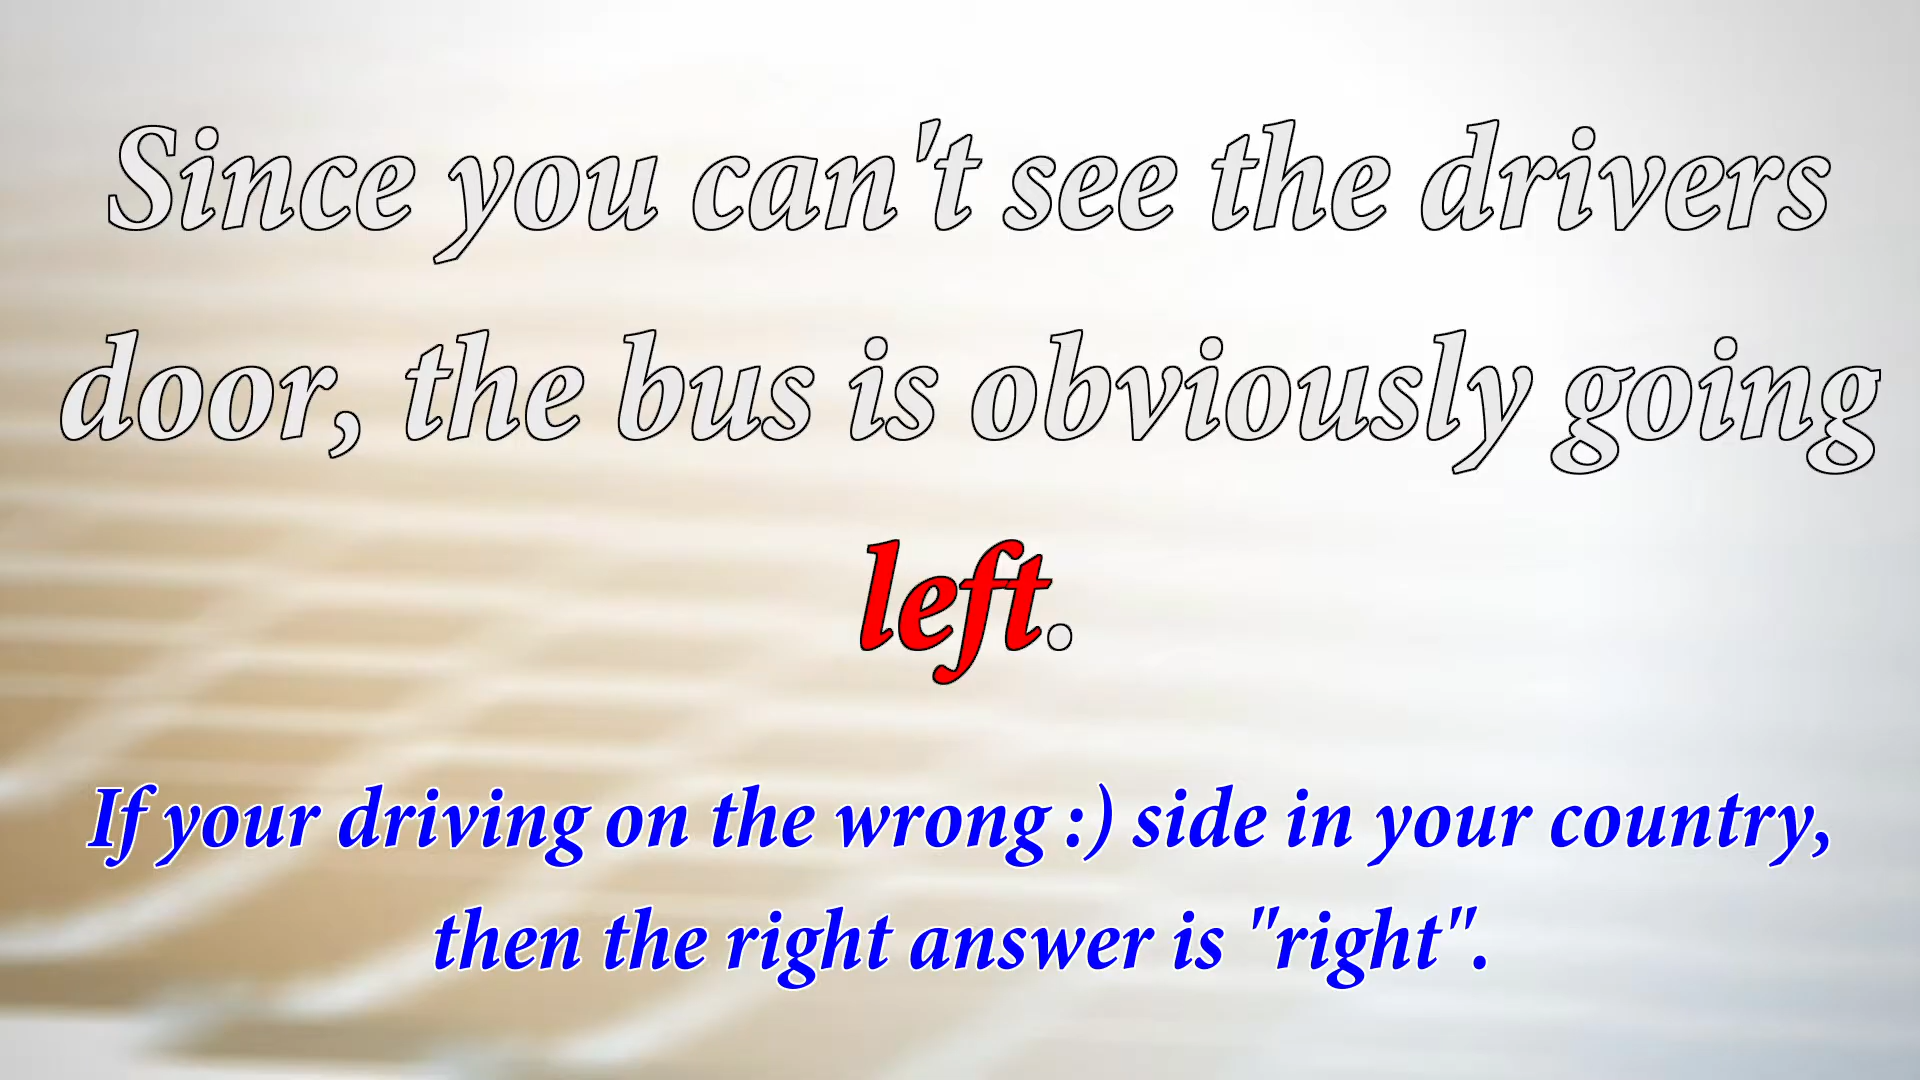 Since you can't see the drivers
door, the bus is obviously going
left.
If your driving on the wrong :) side in your country,
then the right answer is "right".